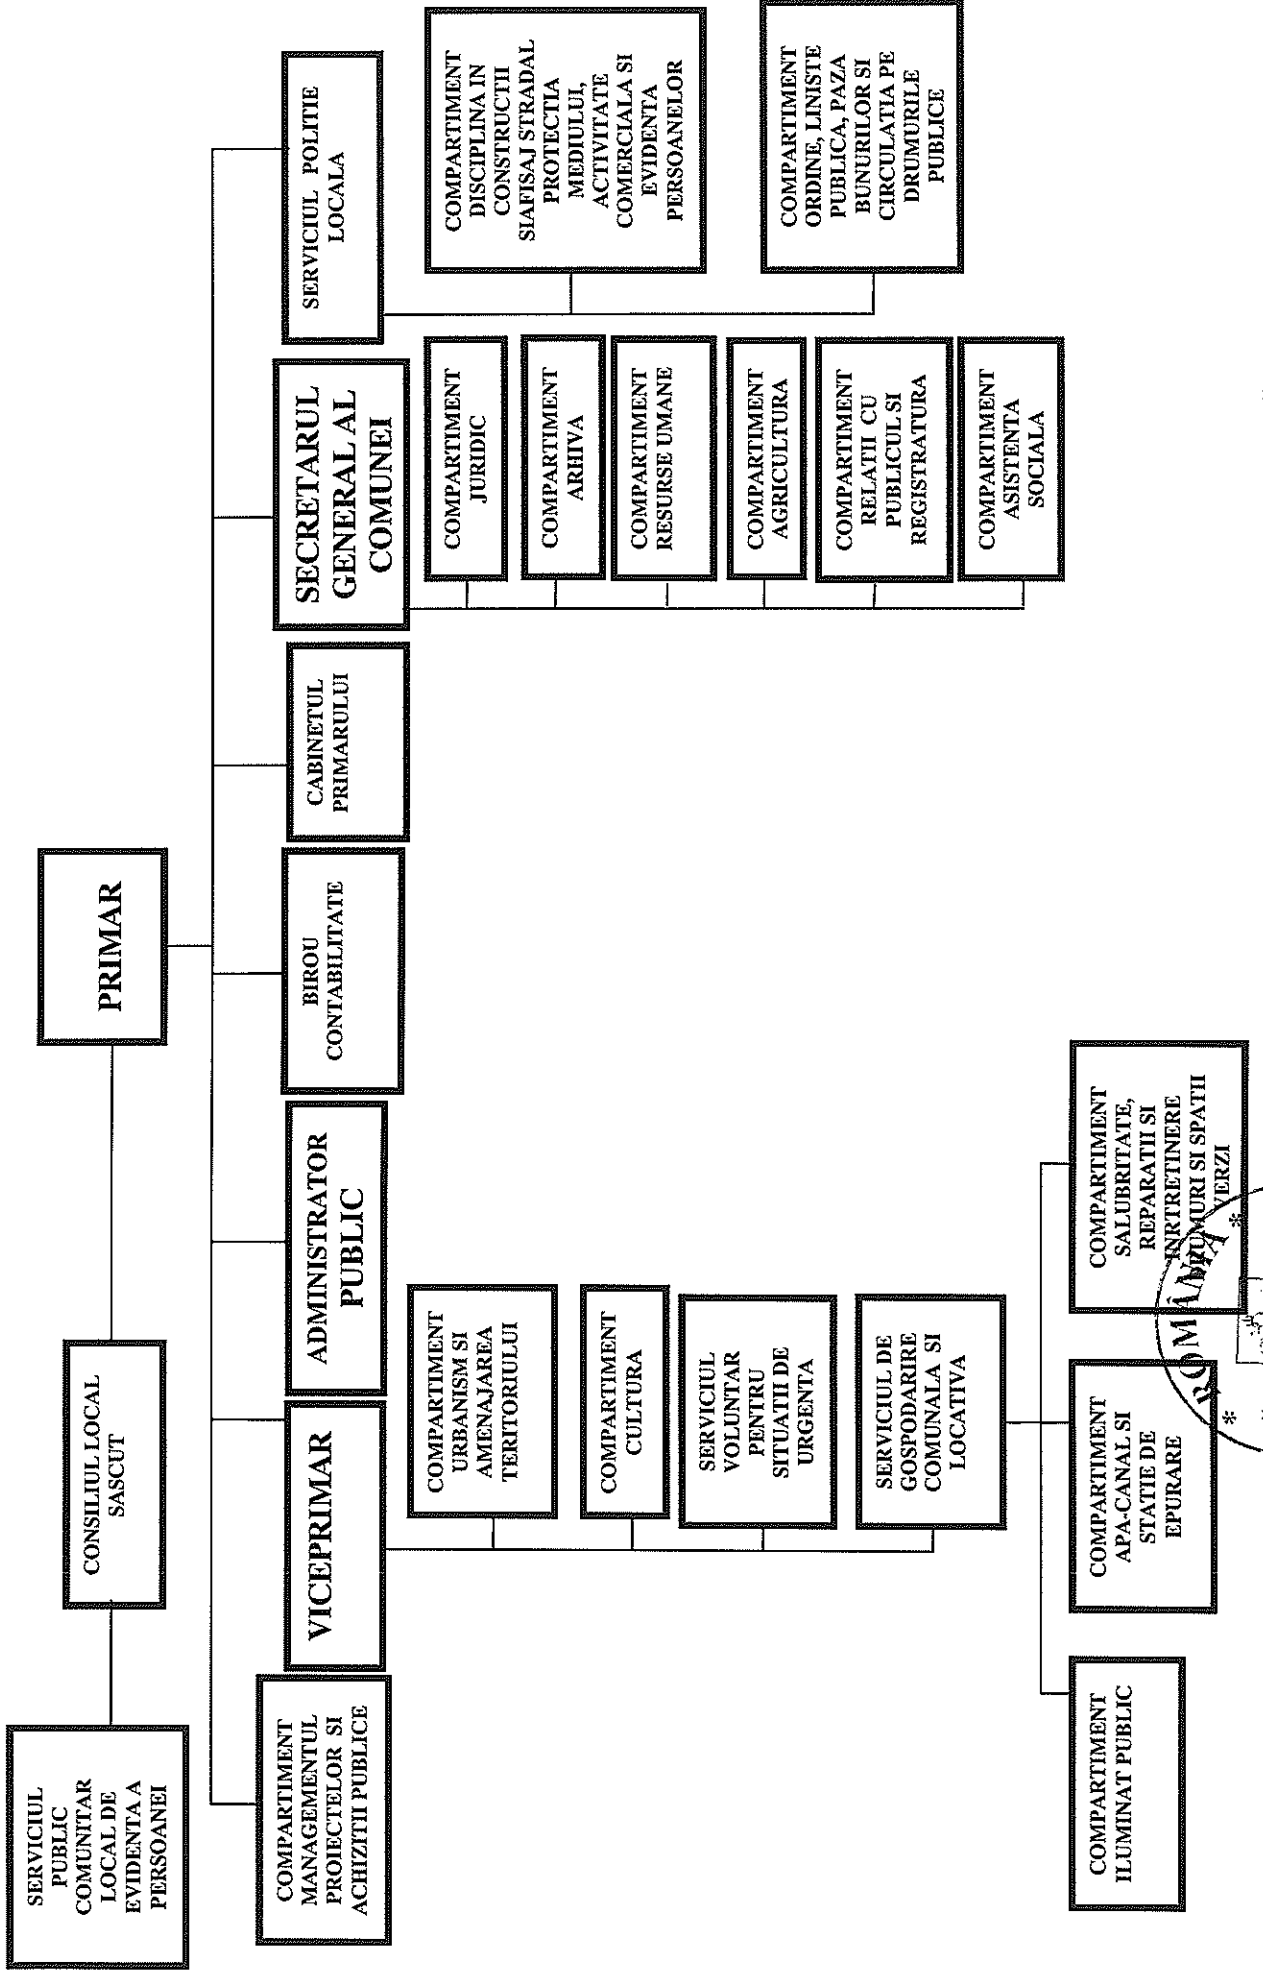 SERVICIUL
PUBLIC
COMUNITAR
LOCAL DE
EVIDENTA A
PERSOANEI
CONSILIUL LOCAL
SASCUT
PRIMAR
COMPARTIMENT
MANAGEMENTUL
PROIECTELOR SI
ACHIZITII PUBLICE
VICEPRIMAR
ADMINISTRATOR
PUBLIC
BIROU
CONTABILITATE
CABINETUL
PRIMARULUI
SECRETARUL
GENERAL AL
COMUNEI
SERVICIUL POLITIE
LOCALA
COMPARTIMENT
URBANISM SI
AMENAJAREA
TERITORIULUI
COMPARTIMENT
CULTURA
SERVICIUL
VOLUNTAR
PENTRU
SITUATII DE
URGENTA
SERVICIUL DE
GOSPODARIRE
COMUNALA SI
LOCATIVA
COMPARTIMENT
JURIDIC
COMPARTIMENT
ARHIVA
COMPARTIMENT
RESURSE UMANE
COMPARTIMENT
AGRICULTURA
COMPARTIMENT
RELATII CU
PUBLICUL SI
REGISTRATURA
COMPARTIMENT
ASISTENTA
SOCIALA
COMPARTIMENT
DISCIPLINA IN
CONSTRUCTII
SIAFISAJ STRADAL
PROTECTIA
MEDIULUI,
ACTIVITATE
COMERCIALA SI
EVIDENTA
PERSOANELOR
COMPARTIMENT
ORDINE, LINISTE
PUBLICA, PAZA
BUNURILOR SI
CIRCULATIA PE
DRUMURILE
PUBLICE
COMPARTIMENT
ILUMINAT PUBLIC
COMPARTIMENT
APA-CANAL SI
STATIE DE
EPURARE
COMPARTIMENT
SALUBRITATE,
REPARATII SI
INRTRETINERE
DRUMURI SI SPATII
VERZI
* ROMÂNIA *